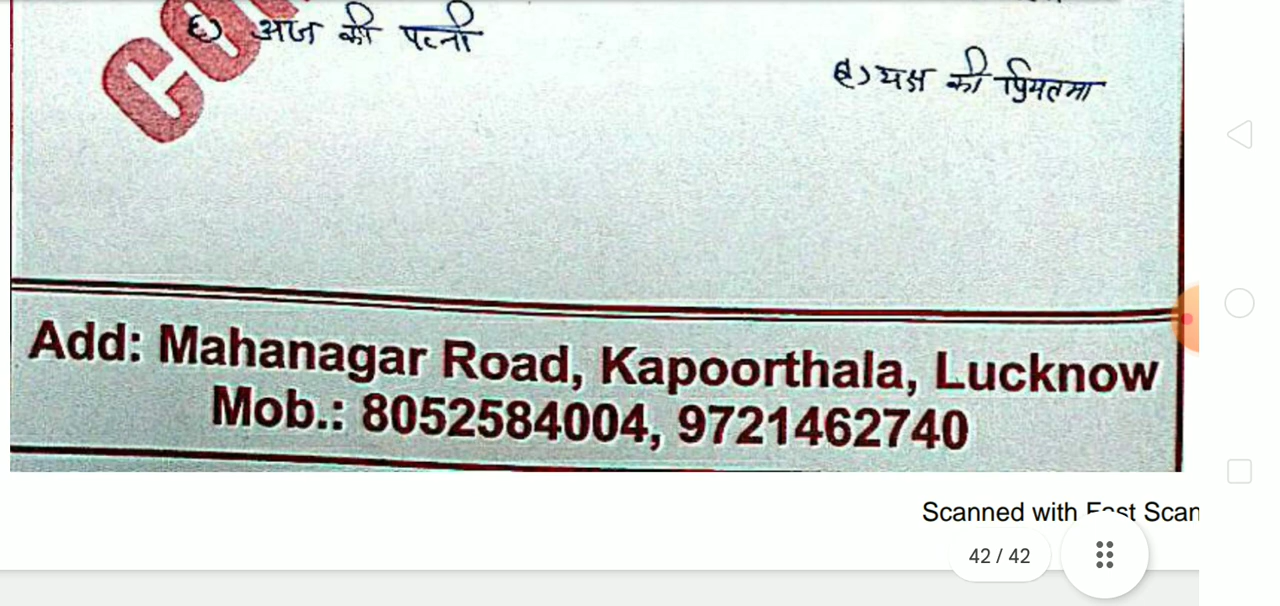 CO
६) अज की पत्नी
इ) यक्ष की प्रियतमा
Add: Mahanagar Road, Kapoorthala, Lucknow
Mob.: 8052584004, 9721462740
Scanned with Fast Scan
42 / 42